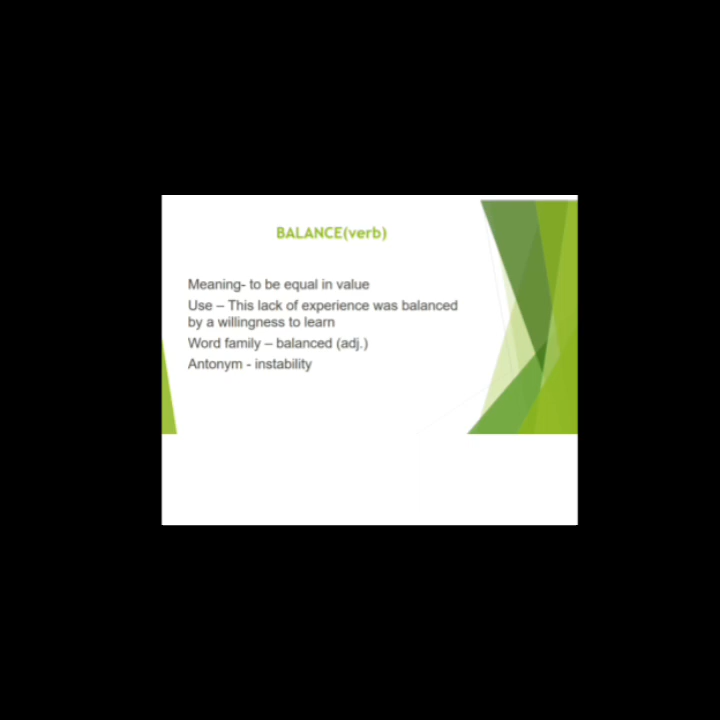 BALANCE(verb)
Meaning- to be equal in value
Use – This lack of experience was balanced
by a willingness to learn
Word family – balanced (adj.)
Antonym - instability